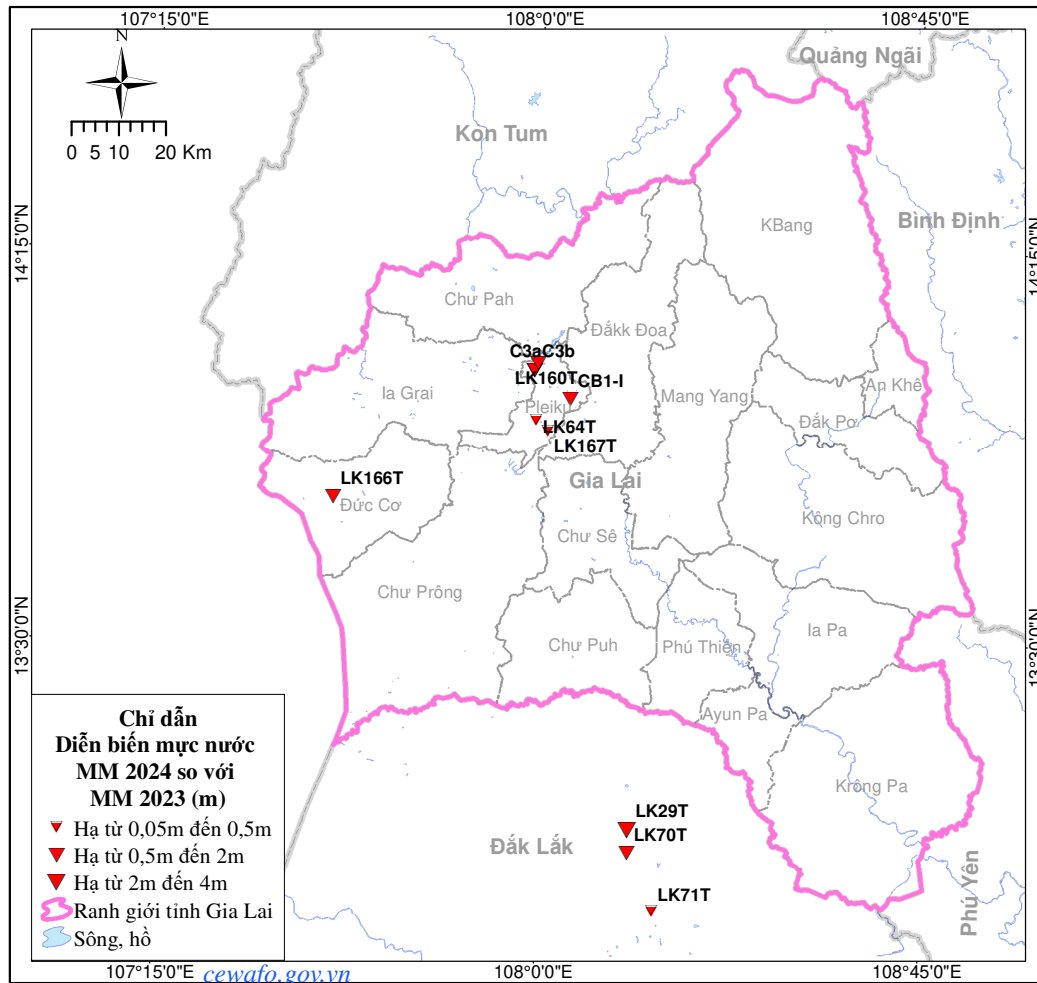 107°15'0"E
108°0'0"E
108°45'0"E
N
0 5 10 20 Km
Quảng Ngãi
Kon Tum
14°15'0"N
14°15'0"N
Bình Định
KBang
Chư Pah
Đắkk Đoa
C3aC3b
LK160T
CB1-I
An Khê
Ia Grai
Mang Yang
Pleiku
Đắk Pơ
LK64T
LK167T
LK166T
Gia Lai
Đức Cơ
Kông Chro
Chư Sê
Chư Prông
Ia Pa
13°30'0"N
13°30'0"N
Chư Puh
Phú Thiện
Ayun Pa
Krông Pa
Chỉ dẫn
Diễn biến mực nước
MM 2024 so với
MM 2023 (m)
Hạ từ 0,05m đến 0,5m
Hạ từ 0,5m đến 2m
Hạ từ 2m đến 4m
Ranh giới tỉnh Gia Lai
Sông, hồ
LK29T
LK70T
Đắk Lắk
LK71T
Phú Yên
107°15'0"E
108°0'0"E
108°45'0"E
cewafo.gov.vn